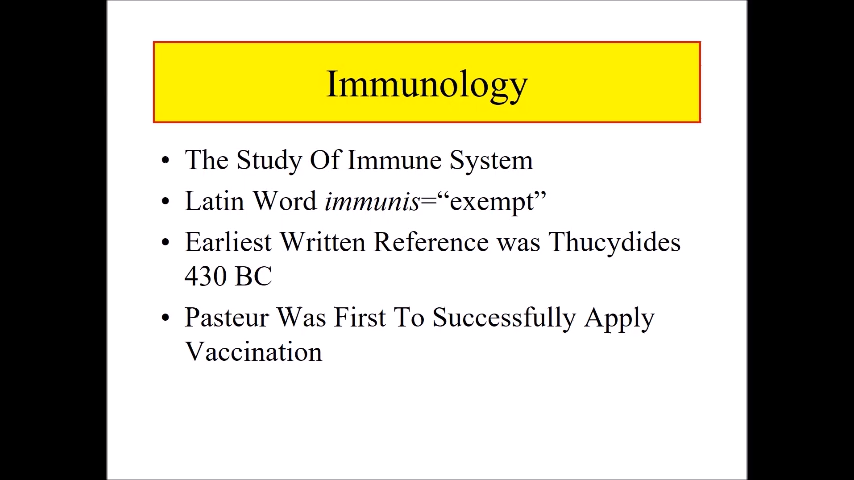 Immunology
• The Study Of Immune System
• Latin Word immunis=“exempt”
• Earliest Written Reference was Thucydides
430 BC
• Pasteur Was First To Successfully Apply
Vaccination